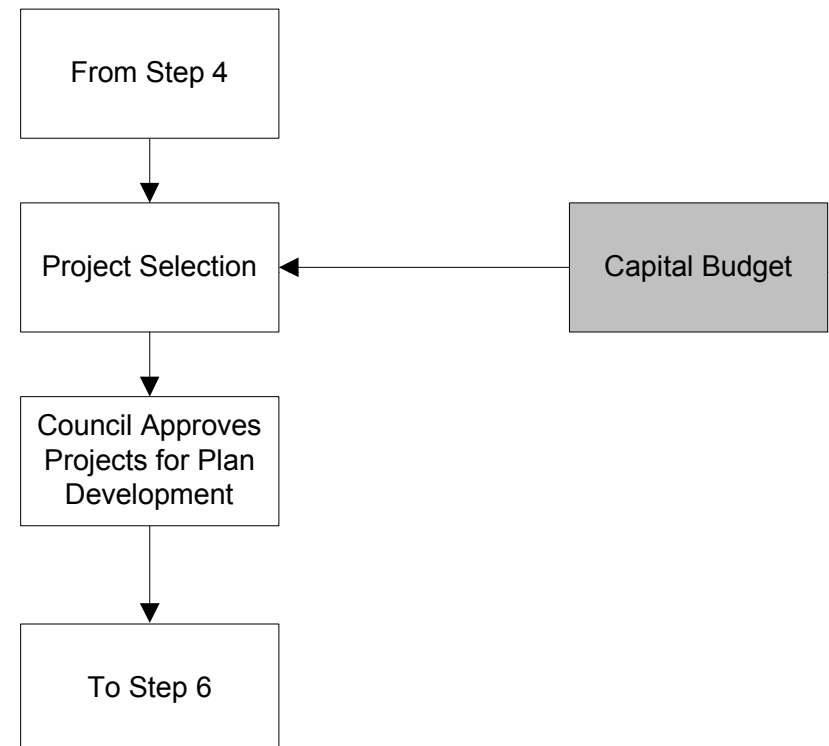 From Step 4
Project Selection
Capital Budget
Council Approves
Projects for Plan
Development
To Step 6